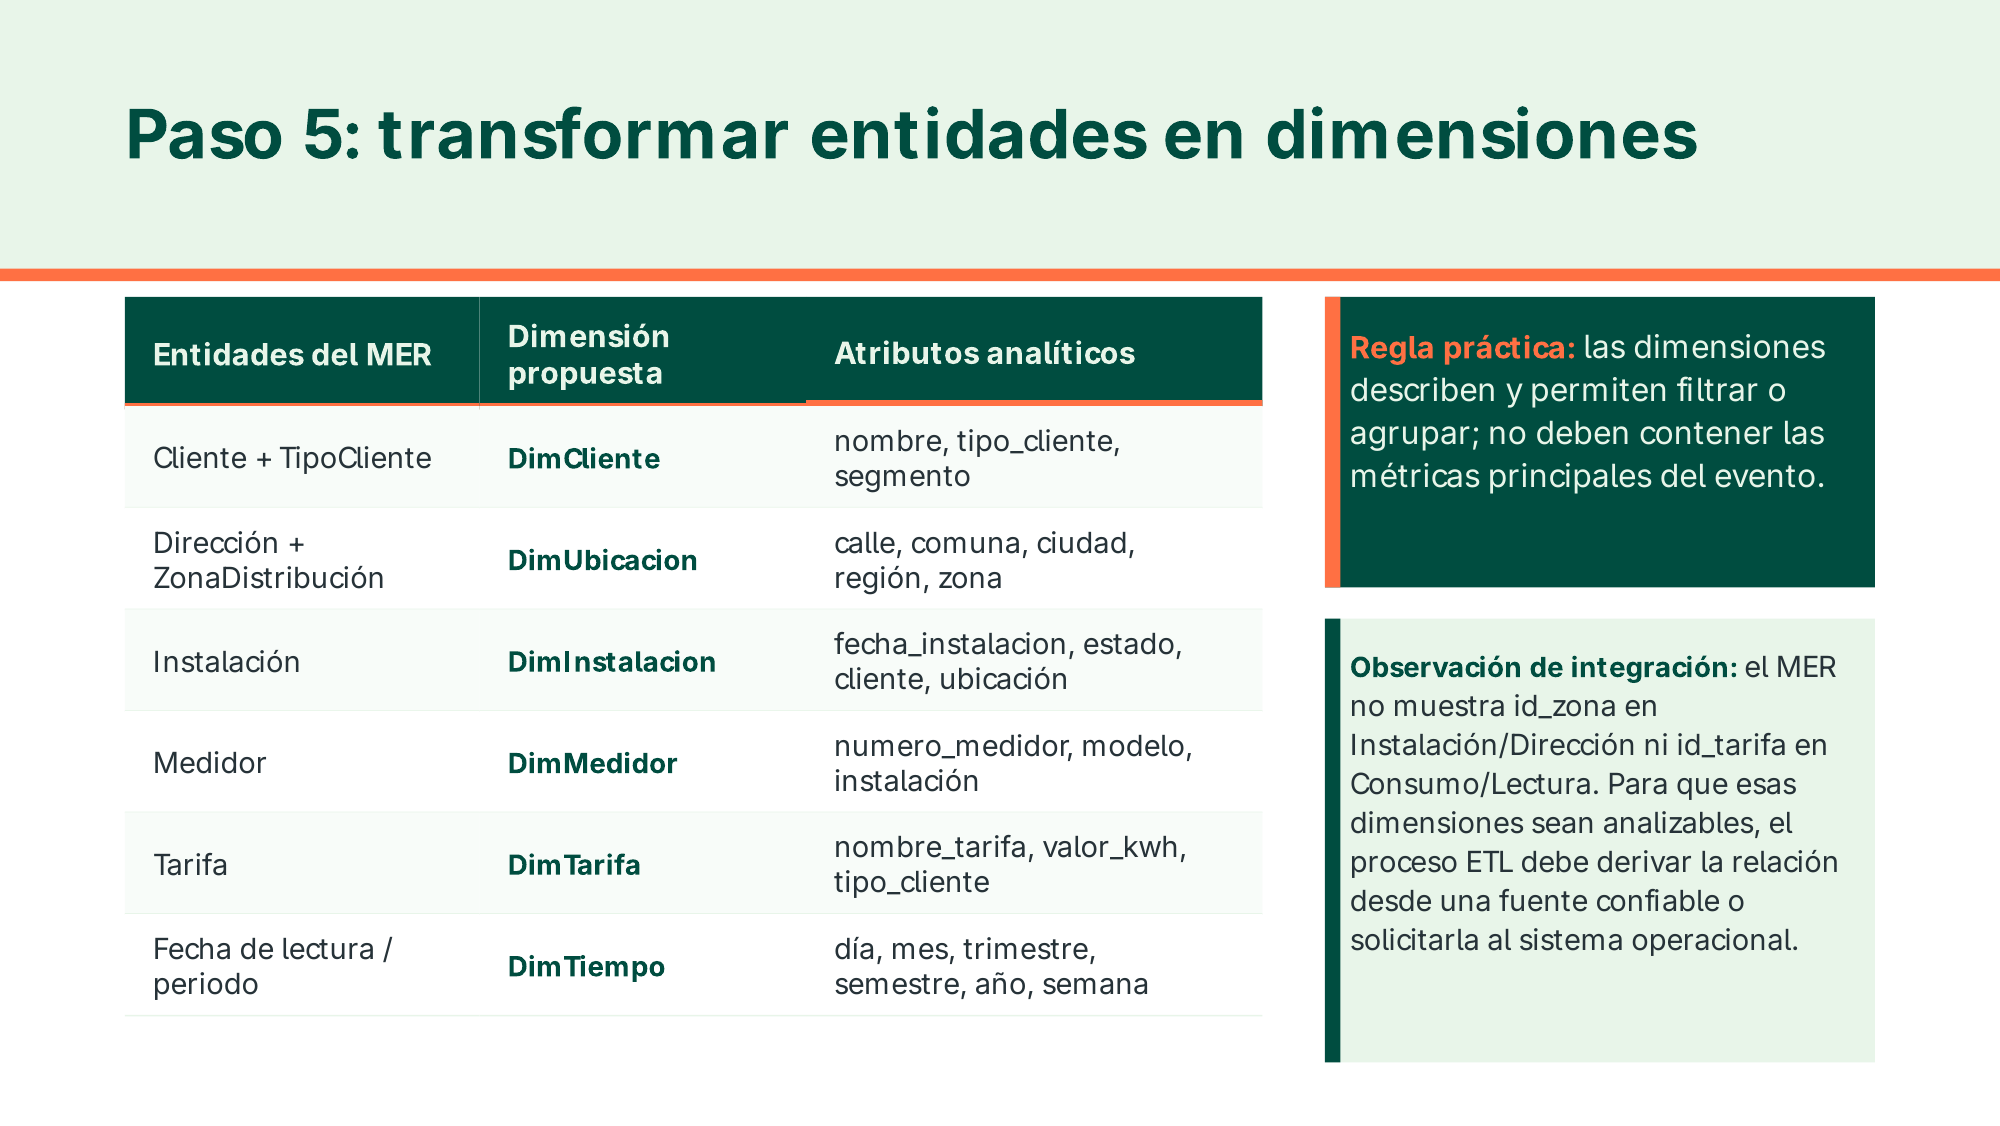 Paso 5: transformar entidades en dimensiones
Entidades del MER
Dimensión
propuesta
Atributos analíticos
Cliente + TipoCliente
DimCliente
nombre, tipo_cliente,
segmento
Dirección +
ZonaDistribución
DimUbicacion
calle, comuna, ciudad,
región, zona
Instalación
DimInstalacion
fecha_instalacion, estado,
cliente, ubicación
Medidor
DimMedidor
numero_medidor, modelo,
instalación
Tarifa
DimTarifa
nombre_tarifa, valor_kwh,
tipo_cliente
Fecha de lectura /
periodo
DimTiempo
día, mes, trimestre,
semestre, año, semana
Regla práctica: las dimensiones
describen y permiten filtrar o
agrupar; no deben contener las
métricas principales del evento.
Observación de integración: el MER
no muestra id_zona en
Instalación/Dirección ni id_tarifa en
Consumo/Lectura. Para que esas
dimensiones sean analizables, el
proceso ETL debe derivar la relación
desde una fuente confiable o
solicitarla al sistema operacional.